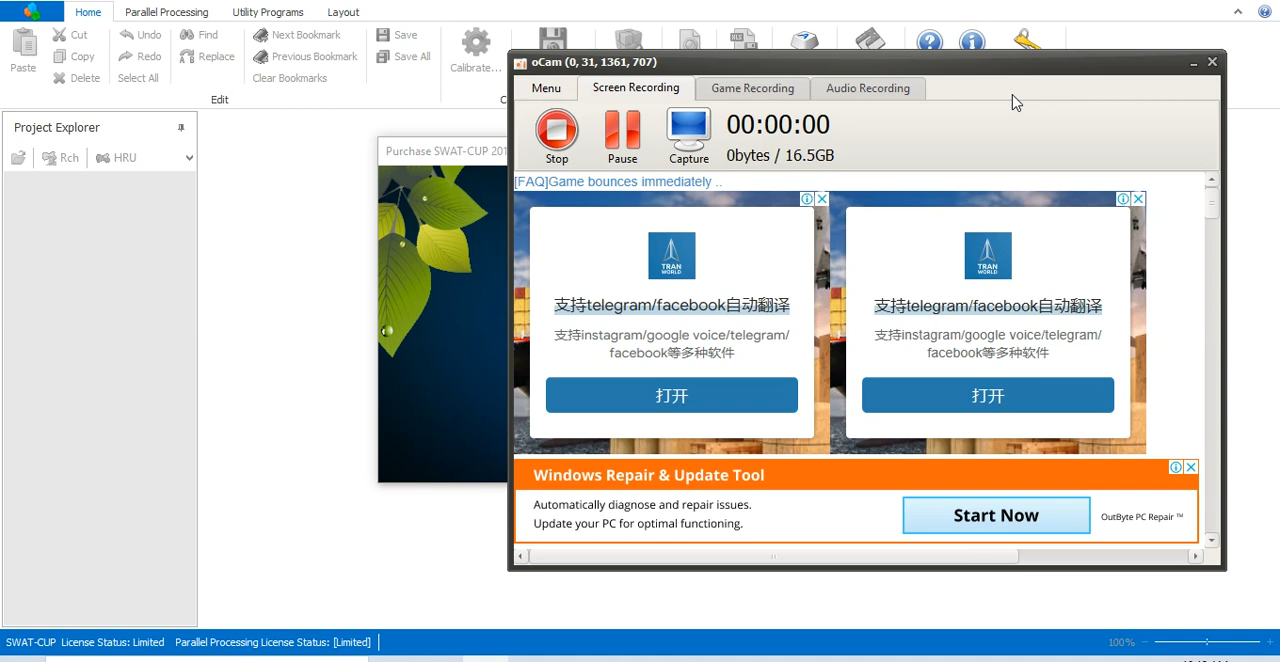 Home Parallel Processing Utility Programs Layout
Cut Undo Find Next Bookmark Save
Copy Redo Replace Previous Bookmark Save All
Paste Delete Select All Clear Bookmarks Calibrate...
Edit
oCam (0, 31, 1361, 707)
Menu Screen Recording Game Recording Audio Recording
00:00:00
0bytes / 16.5GB
Stop Pause Capture
Project Explorer
Rch HRU
Purchase SWAT-CUP 201
[FAQ]Game bounces immediately ..
TRAN
WORLD
支持telegram/facebook自动翻译
支持instagram/google voice/telegram/
facebook等多种软件
打开
TRAN
WORLD
支持telegram/facebook自动翻译
支持instagram/google voice/telegram/
facebook等多种软件
打开
Windows Repair & Update Tool
Automatically diagnose and repair issues.
Update your PC for optimal functioning.
Start Now
OutByte PC Repair ™
SWAT-CUP License Status: Limited Parallel Processing License Status: [Limited] 100%